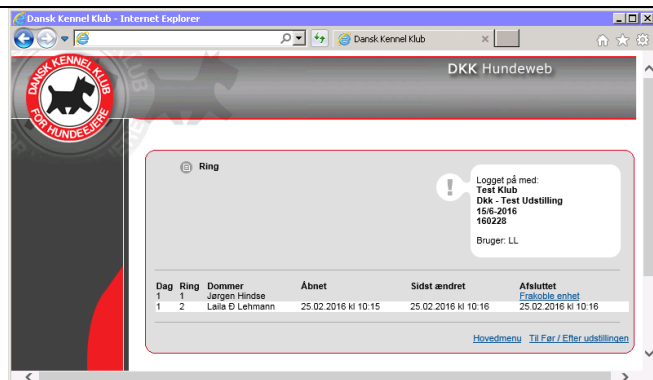 Dansk Kennel Klub - Internet Explorer
Dansk Kennel Klub
DANSK KENNEL KLUB
FOR HUNDEEJERE
DKK Hundeweb
Ring
Logget på med:
Test Klub
Dkk - Test Udstilling
15/6-2016
160228
Bruger: LL
Dag Ring Dommer Åbnet Sidst ændret Afsluttet
1 1 Jørgen Hindse Frakoble enhet
1 2 Laila Ð Lehmann 25.02.2016 kl 10:15 25.02.2016 kl 10:16 25.02.2016 kl 10:16
Hovedmenu Til Før / Efter udstillingen